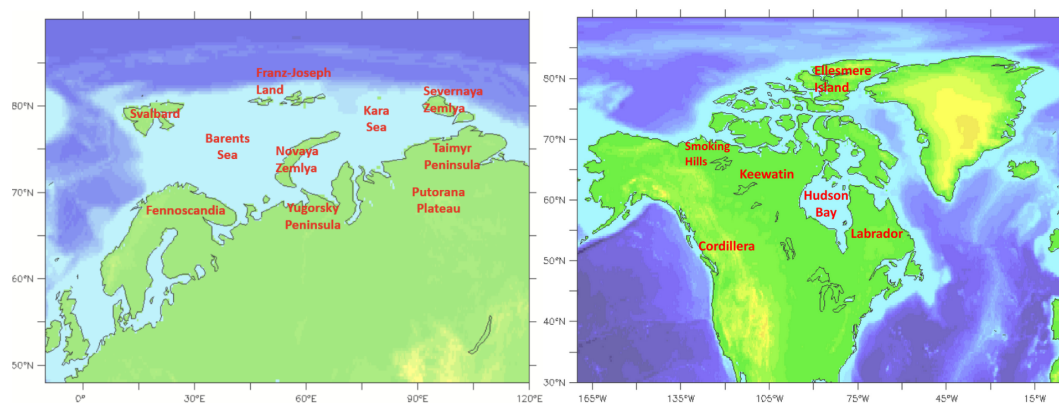 Franz-Joseph
Land
Severnaya
Zemlya
Svalbard
Kara
Sea
Barents
Sea
Novaya
Zemlya
Taimyr
Peninsula
Putorana
Plateau
Fennoscandia
Yugorsky
Peninsula
80°N
70°N
60°N
50°N
0°
30°E
60°E
90°E
120°E
Ellesmere
Island
Smoking
Hills
Keewatin
Hudson
Bay
Labrador
Cordillera
80°N
70°N
60°N
50°N
40°N
30°N
165°W
135°W
105°W
75°W
45°W
15°W